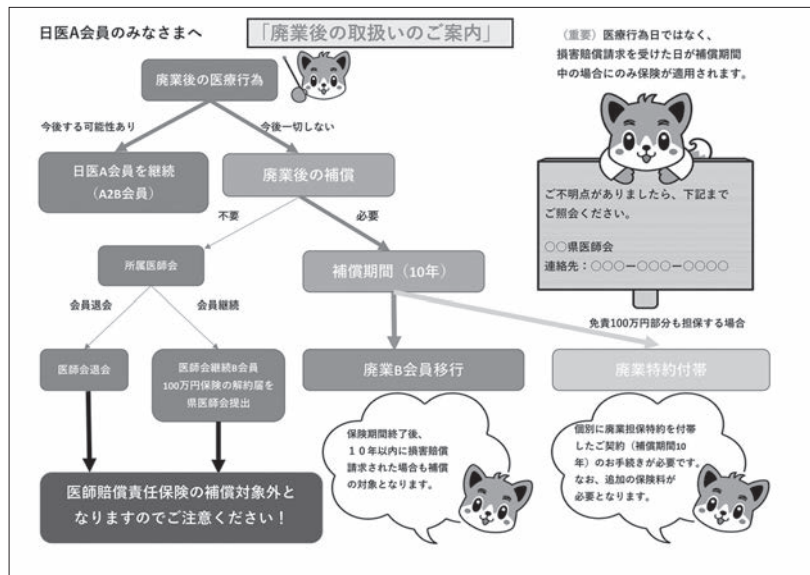 日医A会員のみなさまへ
「廃業後の取扱いのご案内」
（重要）医療行為日ではなく、
損害賠償請求を受けた日が補償期間
中の場合にのみ保険が適用されます。
廃業後の医療行為
今後する可能性あり
今後一切しない
日医A会員を継続
（A2B会員）
廃業後の補償
不要
必要
ご不明点がありましたら、下記まで
ご照会ください。
○○県医師会
連絡先：○○○ー○○○ー○○○○
所属医師会
補償期間（10年）
会員退会
会員継続
免責100万円部分も担保する場合
医師会退会
医師会継続B会員
100万円保険の解約届を
県医師会提出
廃業B会員移行
廃業特約付帯
保険期間終了後、
１０年以内に損害賠償
請求された場合も補償
の対象となります。
個別に廃業担保特約を付帯
したご契約（補償期間10
年）のお手続きが必要です。
なお、追加の保険料が
必要となります。
医師賠償責任保険の補償対象外と
なりますのでご注意ください！